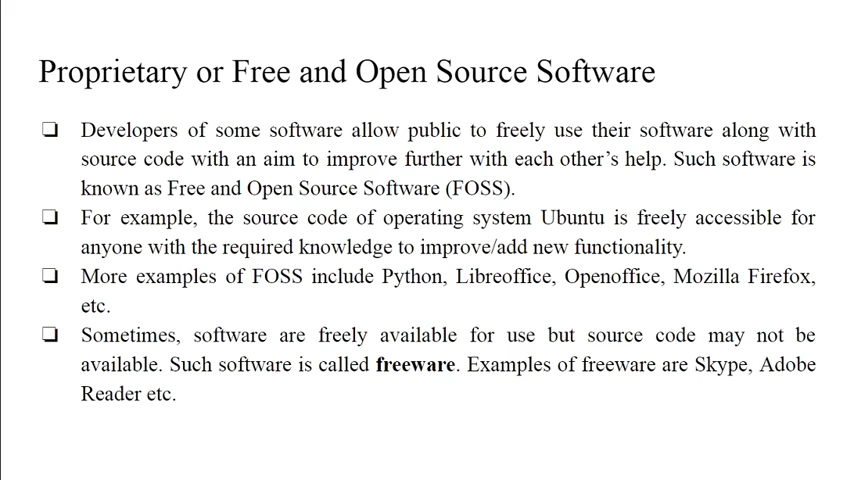 Proprietary or Free and Open Source Software
❏ Developers of some software allow public to freely use their software along with
source code with an aim to improve further with each other’s help. Such software is
known as Free and Open Source Software (FOSS).
❏ For example, the source code of operating system Ubuntu is freely accessible for
anyone with the required knowledge to improve/add new functionality.
❏ More examples of FOSS include Python, Libreoffice, Openoffice, Mozilla Firefox,
etc.
❏ Sometimes, software are freely available for use but source code may not be
available. Such software is called freeware. Examples of freeware are Skype, Adobe
Reader etc.